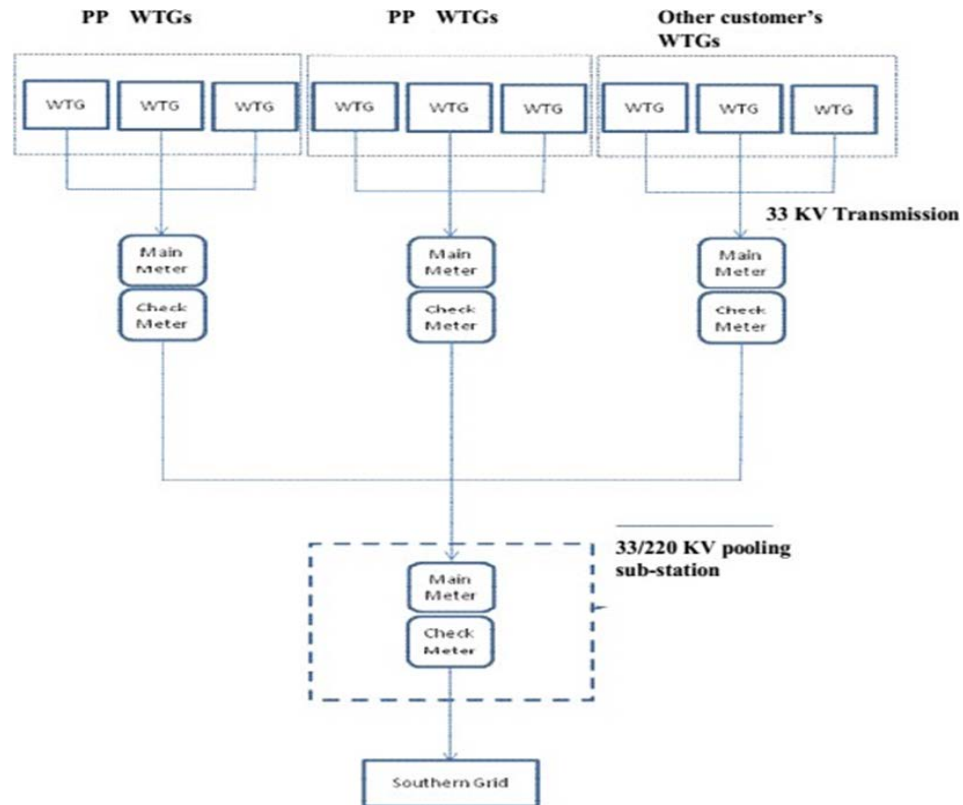 PP WTGs
PP WTGs
Other customer's
WTGs
WTG
WTG
WTG
WTG
WTG
WTG
WTG
WTG
WTG
33 KV Transmission
Main
Meter
Check
Meter
Main
Meter
Check
Meter
Main
Meter
Check
Meter
33/220 KV pooling
sub-station
Main
Meter
Check
Meter
Southern Grid